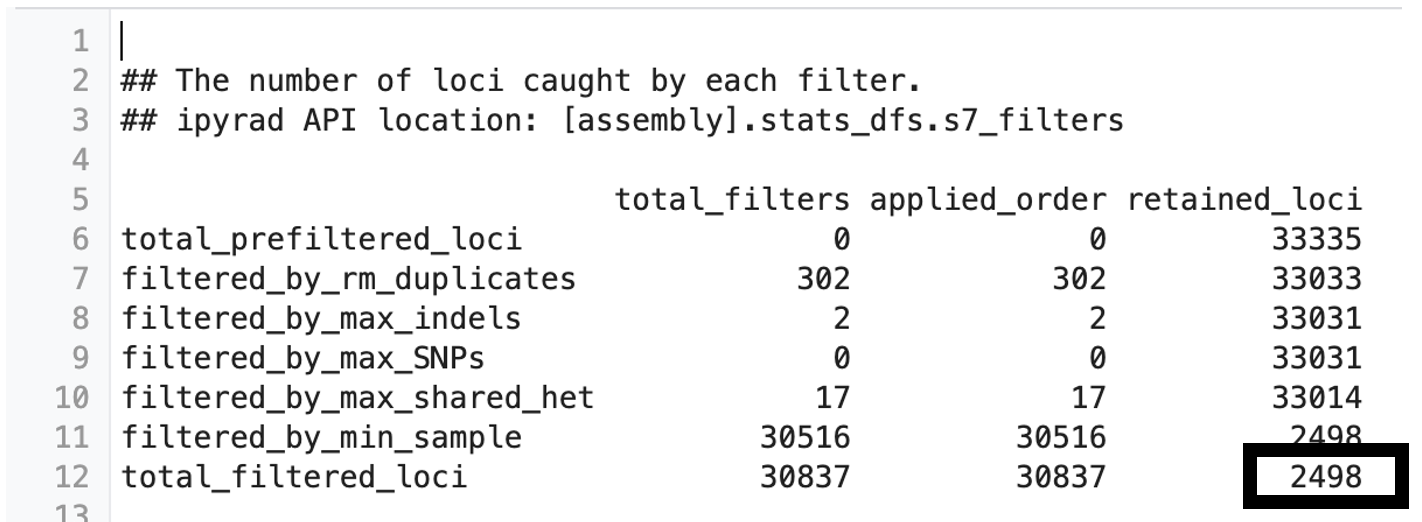 1
2 ## The number of loci caught by each filter.
3 ## ipyrad API location: [assembly].stats_dfs.s7_filters
4
5 total_filters applied_order retained_loci
6 total_prefiltered_loci 0 0 33335
7 filtered_by_rm_duplicates 302 302 33033
8 filtered_by_max_indels 2 2 33031
9 filtered_by_max_SNPs 0 0 33031
10 filtered_by_max_shared_het 17 17 33014
11 filtered_by_min_sample 30516 30516 2498
12 total_filtered_loci 30837 30837 2498
13